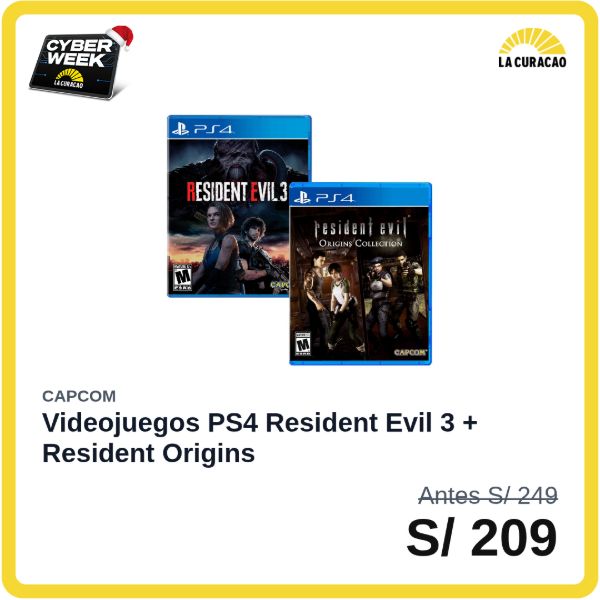 CYBER
WEEK
LA CURACAO
LA CURACAO
PS4
RESIDENT EVIL 3
M
CAPCOM
PS4
resident evil
ORIGINS COLLECTION
M
CAPCOM
CAPCOM
Videojuegos PS4 Resident Evil 3 +
Resident Origins
Antes S/ 249
S/ 209